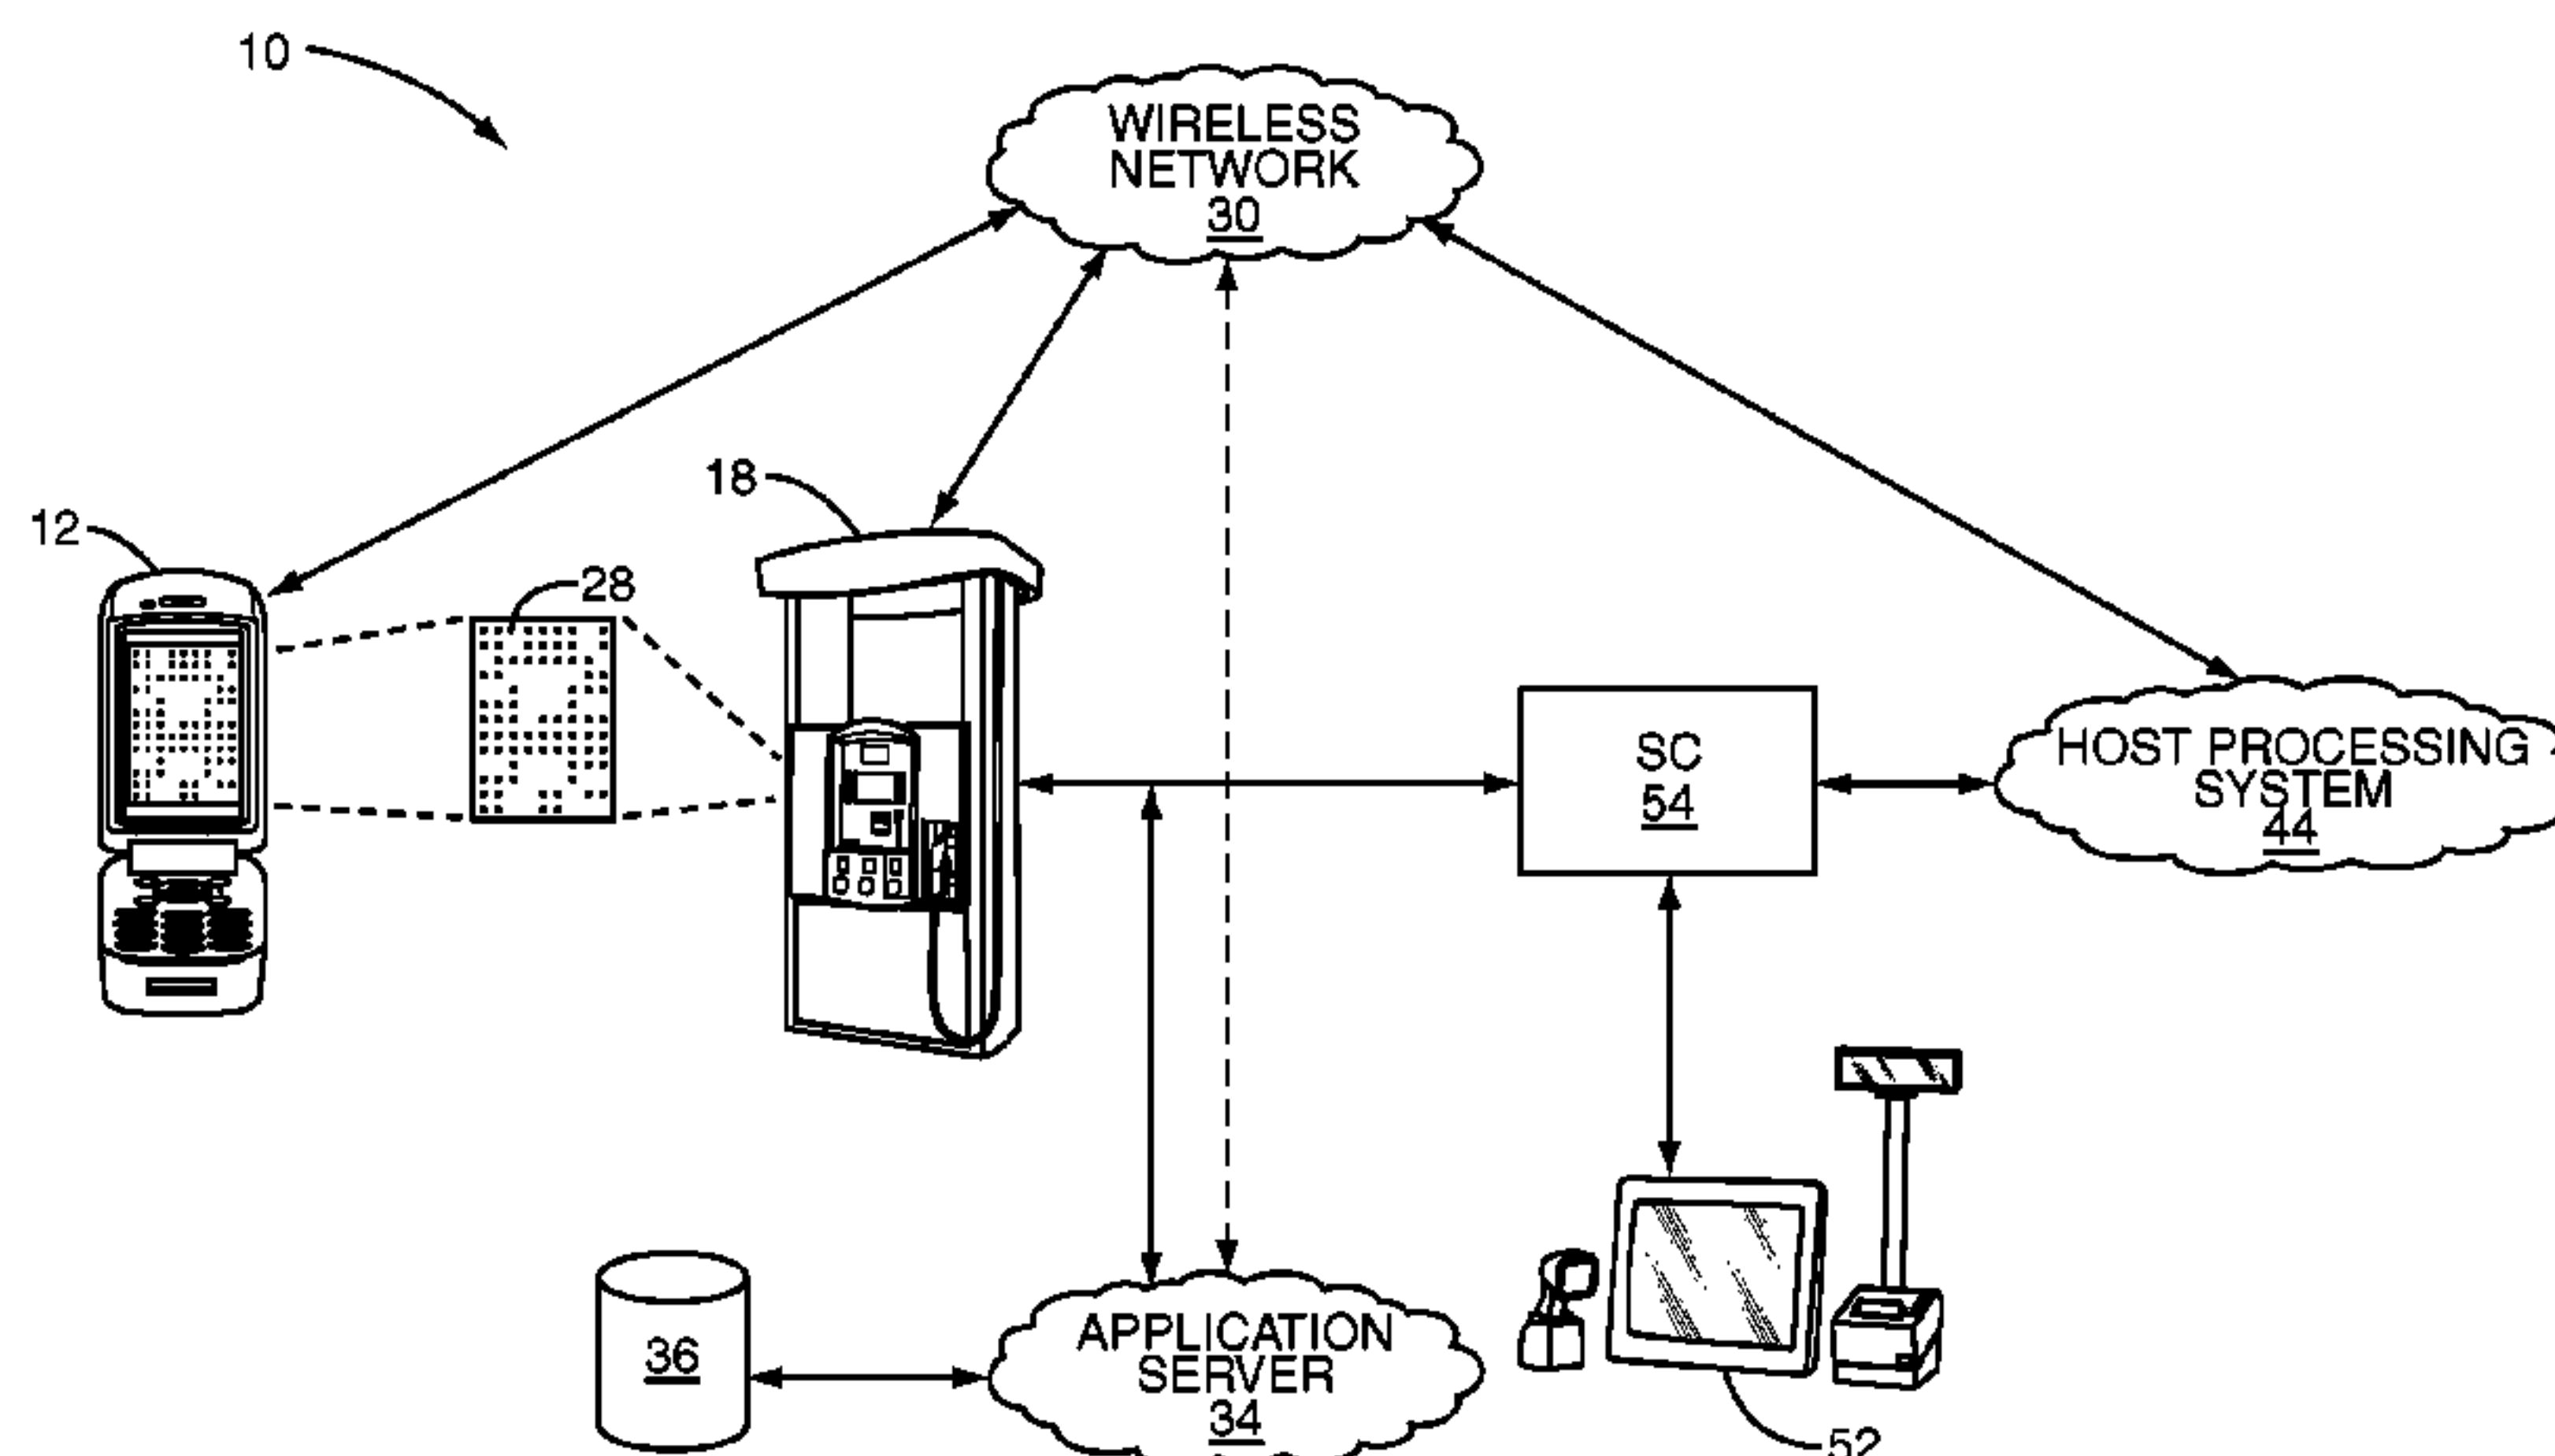 10
WIRELESS
NETWORK
30
18
12
28
SC
54
HOST PROCESSING
SYSTEM
44
36
APPLICATION
SERVER
34
52